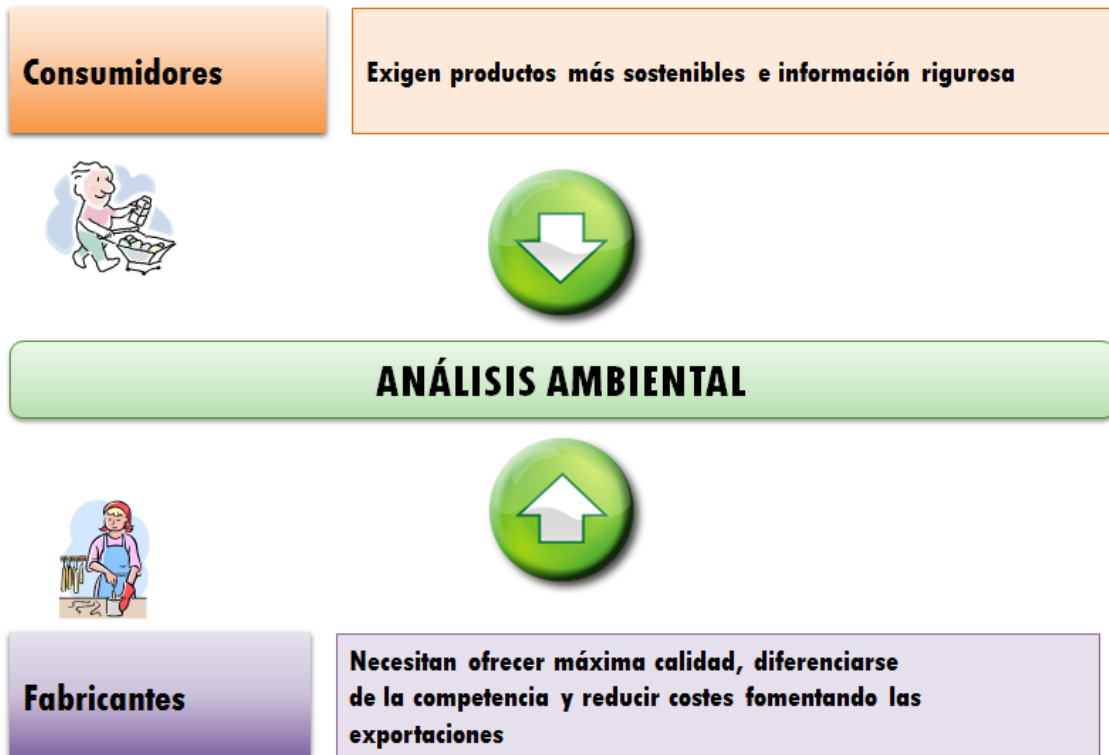 Consumidores
Exigen productos más sostenibles e información rigurosa
ANÁLISIS AMBIENTAL
Fabricantes
Necesitan ofrecer máxima calidad, diferenciarse
de la competencia y reducir costes fomentando las
exportaciones